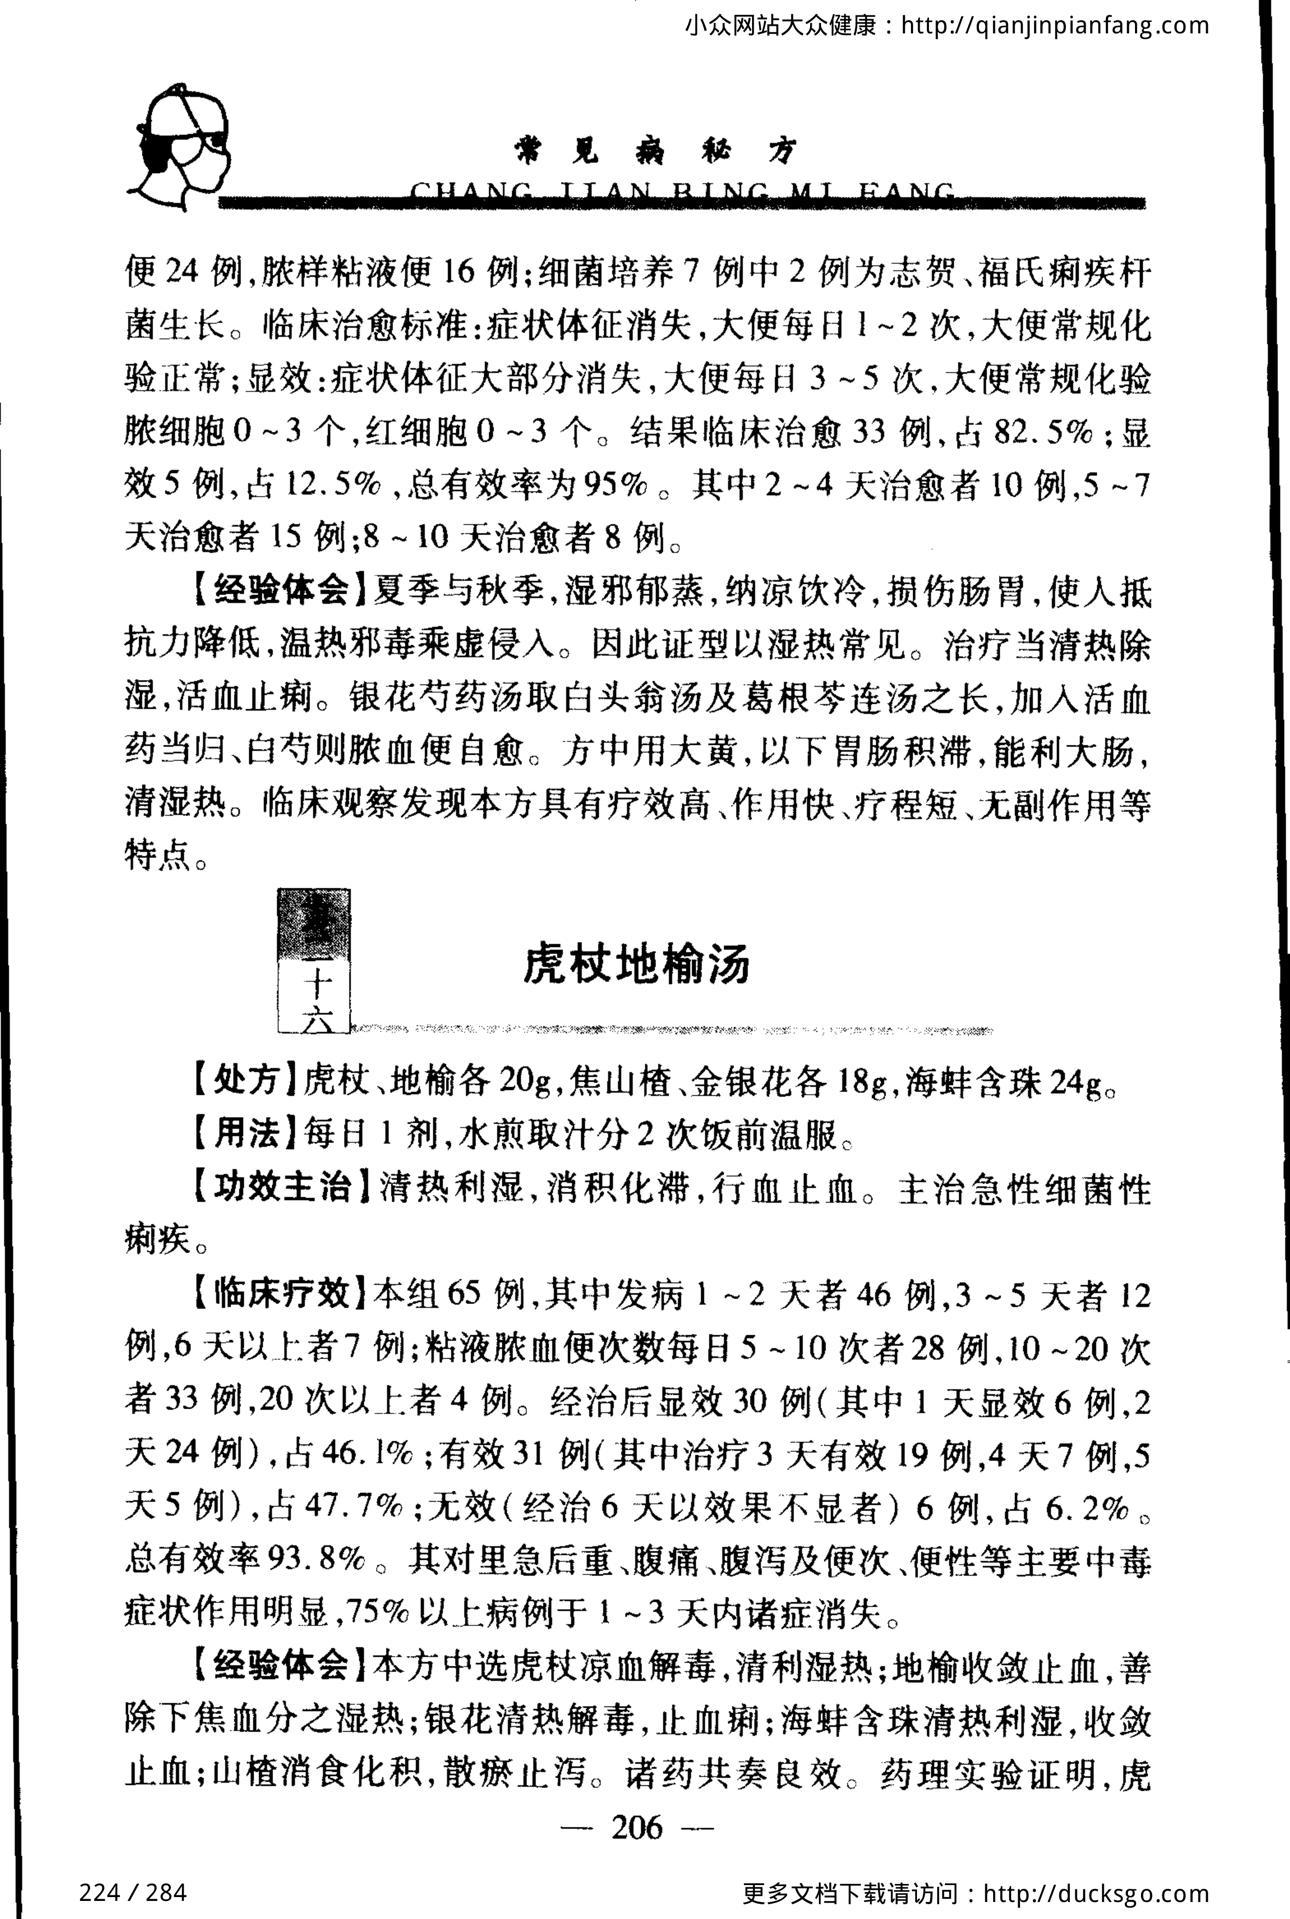 小众网站大众健康：http://qianjinpianfang.com
常见病秘方
CHANG JIAN BING MI FANG
便24例,脓样粘液便16例;细菌培养7例中2例为志贺、福氏痢疾杆
菌生长。临床治愈标准:症状体征消失,大便每日1~2次,大便常规化
验正常;显效:症状体征大部分消失,大便每日3~5次,大便常规化验
脓细胞0~3个,红细胞0~3个。结果临床治愈33例,占82.5%;显
效5例,占12.5%,总有效率为95%。其中2~4天治愈者10例,5~7
天治愈者15例;8~10天治愈者8例。
【经验体会】夏季与秋季,湿邪郁蒸,纳凉饮冷,损伤肠胃,使人抵
抗力降低,温热邪毒乘虚侵入。因此证型以湿热常见。治疗当清热除
湿,活血止痢。银花芍药汤取白头翁汤及葛根芩连汤之长,加入活血
药当归、白芍则脓血便自愈。方中用大黄,以下胃肠积滞,能利大肠,
清湿热。临床观察发现本方具有疗效高、作用快、疗程短、无副作用等
特点。
二十六
虎杖地榆汤
【处方】虎杖、地榆各20g,焦山楂、金银花各18g,海蚌含珠24g。
【用法】每日1剂,水煎取汁分2次饭前温服。
【功效主治】清热利湿,消积化滞,行血止血。主治急性细菌性
痢疾。
【临床疗效】本组65例,其中发病1~2天者46例,3~5天者12
例,6天以上者7例;粘液脓血便次数每日5~10次者28例,10~20次
者33例,20次以上者4例。经治后显效30例(其中1天显效6例,2
天24例),占46.1%;有效31例(其中治疗3天有效19例,4天7例,5
天5例),占47.7%;无效(经治6天以效果不显者)6例,占6.2%。
总有效率93.8%。其对里急后重、腹痛、腹泻及便次、便性等主要中毒
症状作用明显,75%以上病例于1~3天内诸症消失。
【经验体会】本方中选虎杖凉血解毒,清利湿热;地榆收敛止血,善
除下焦血分之湿热;银花清热解毒,止血痢;海蚌含珠清热利湿,收敛
止血;山楂消食化积,散瘀止泻。诸药共奏良效。药理实验证明,虎
— 206 —
224 / 284
更多文档下载请访问：http://ducksgo.com